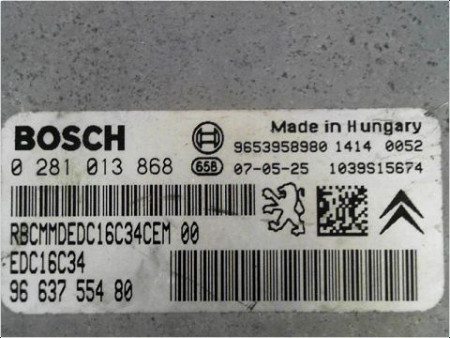 BOSCH
Made in Hungary
9653958980 1414 0052
0 281 013 868 658 07-05-25 1039S15674
RBCMMDEDC16C34CEM 00
EDC16C34
96 637 554 80